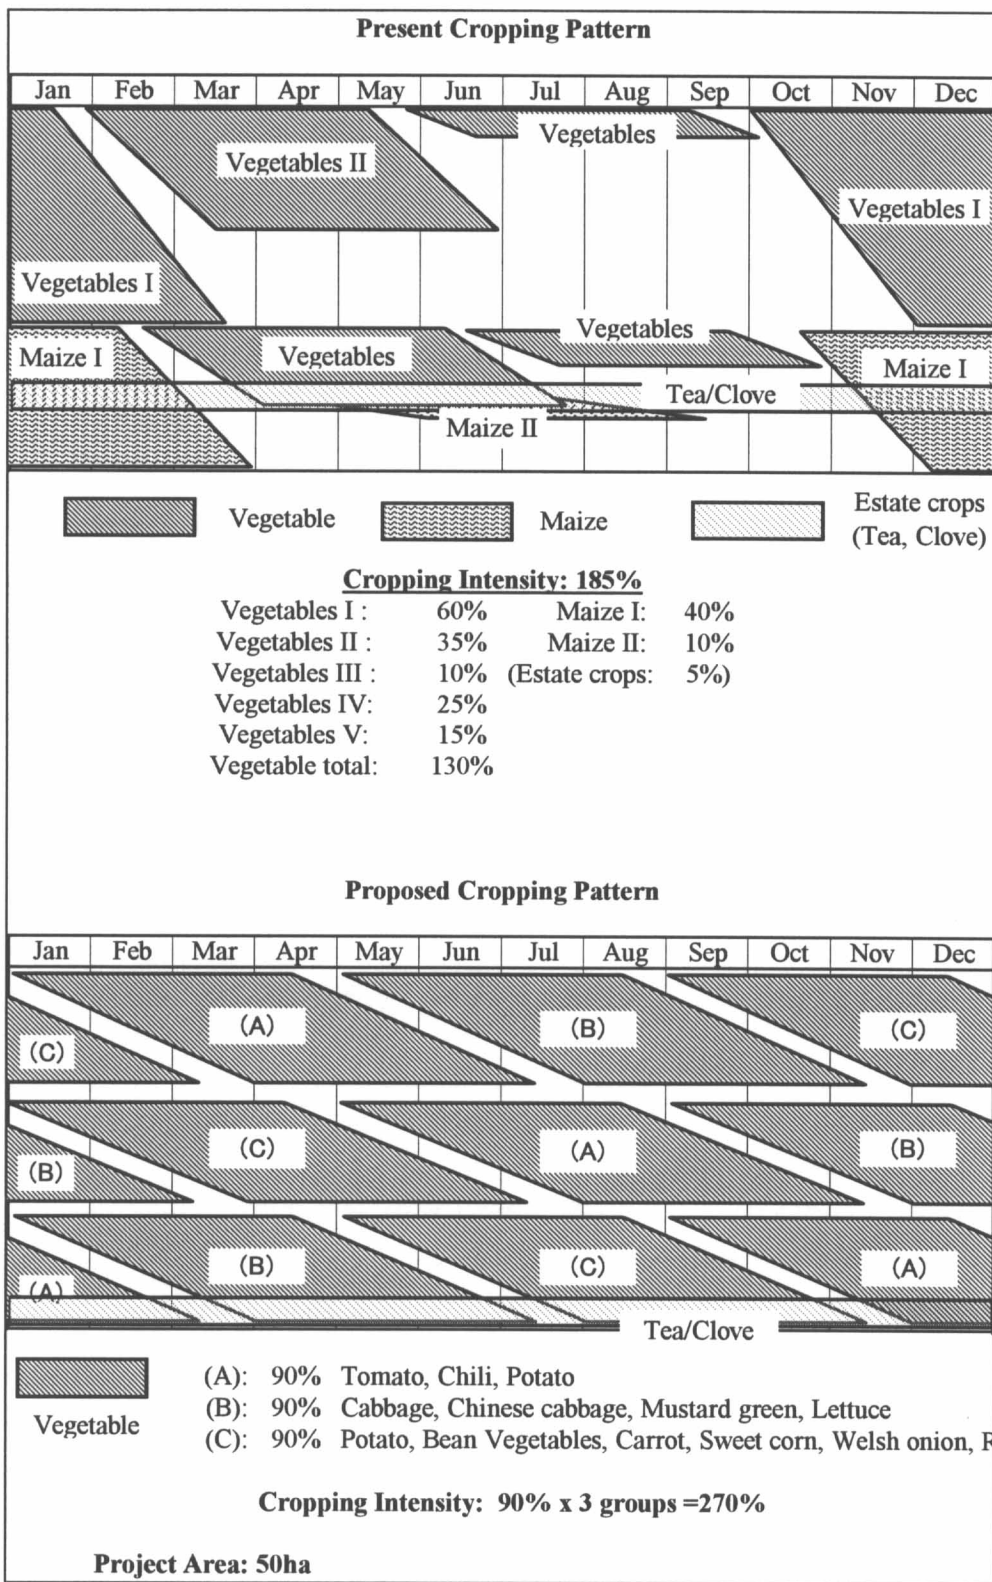 Present Cropping Pattern
Jan Feb Mar Apr May Jun Jul Aug Sep Oct Nov Dec
Vegetables
Vegetables II
Vegetables I
Vegetables I
Vegetables
Maize I Vegetables Maize I
Tea/Clove
Maize II
Vegetable Maize Estate crops
(Tea, Clove)
Cropping Intensity: 185%
Vegetables I : 60% Maize I: 40%
Vegetables II : 35% Maize II: 10%
Vegetables III : 10% (Estate crops: 5%)
Vegetables IV: 25%
Vegetables V: 15%
Vegetable total: 130%
Proposed Cropping Pattern
Jan Feb Mar Apr May Jun Jul Aug Sep Oct Nov Dec
(C) (A) (B) (C)
(B) (C) (A) (B)
(A) (B) (C) (A)
Tea/Clove
Vegetable
(A): 90% Tomato, Chili, Potato
(B): 90% Cabbage, Chinese cabbage, Mustard green, Lettuce
(C): 90% Potato, Bean Vegetables, Carrot, Sweet corn, Welsh onion,
Cropping Intensity: 90% x 3 groups =270%
Project Area: 50ha